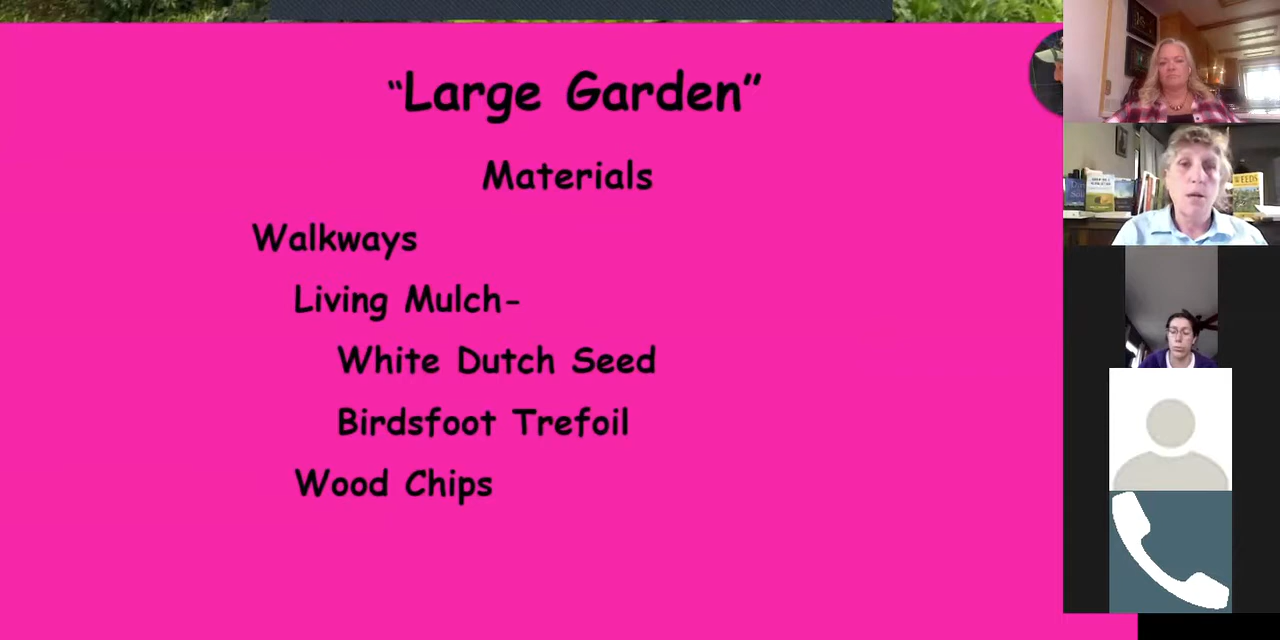 “Large Garden”
Materials
Walkways
Living Mulch-
White Dutch Seed
Birdsfoot Trefoil
Wood Chips